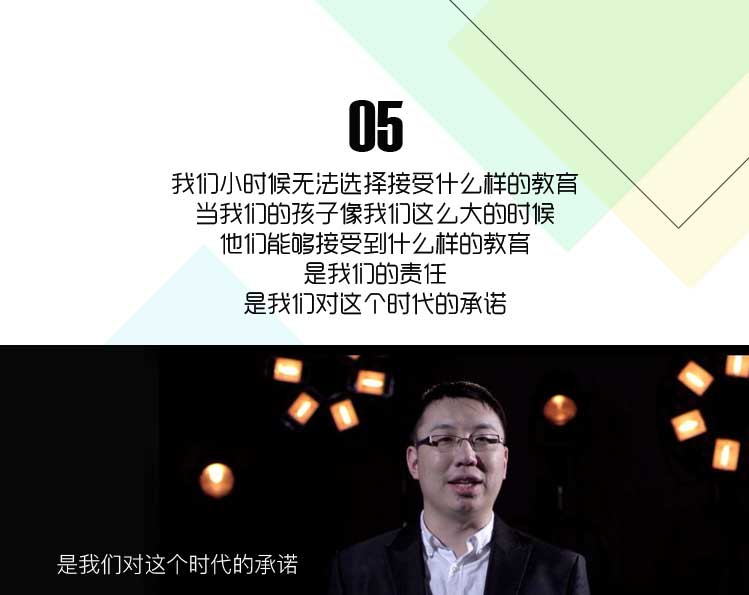 05
我们小时候无法选择接受什么样的教育
当我们的孩子像我们这么大的时候
他们能够接受到什么样的教育
是我们的责任
是我们对这个时代的承诺
是我们对这个时代的承诺